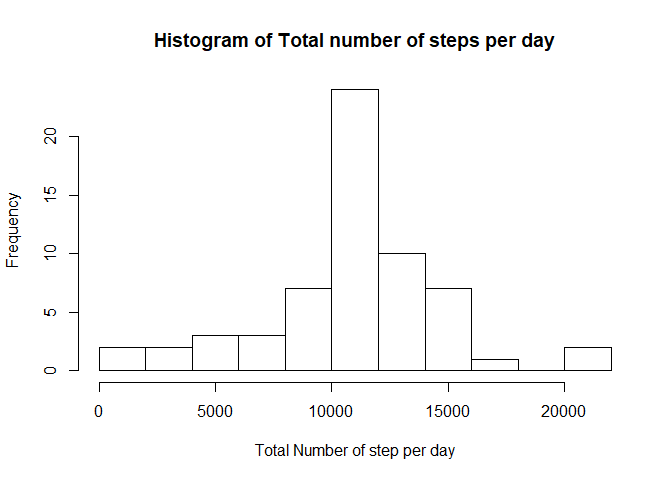 Histogram of Total number of steps per day
Frequency
20
15
10
5
0
0 5000 10000 15000 20000
Total Number of step per day